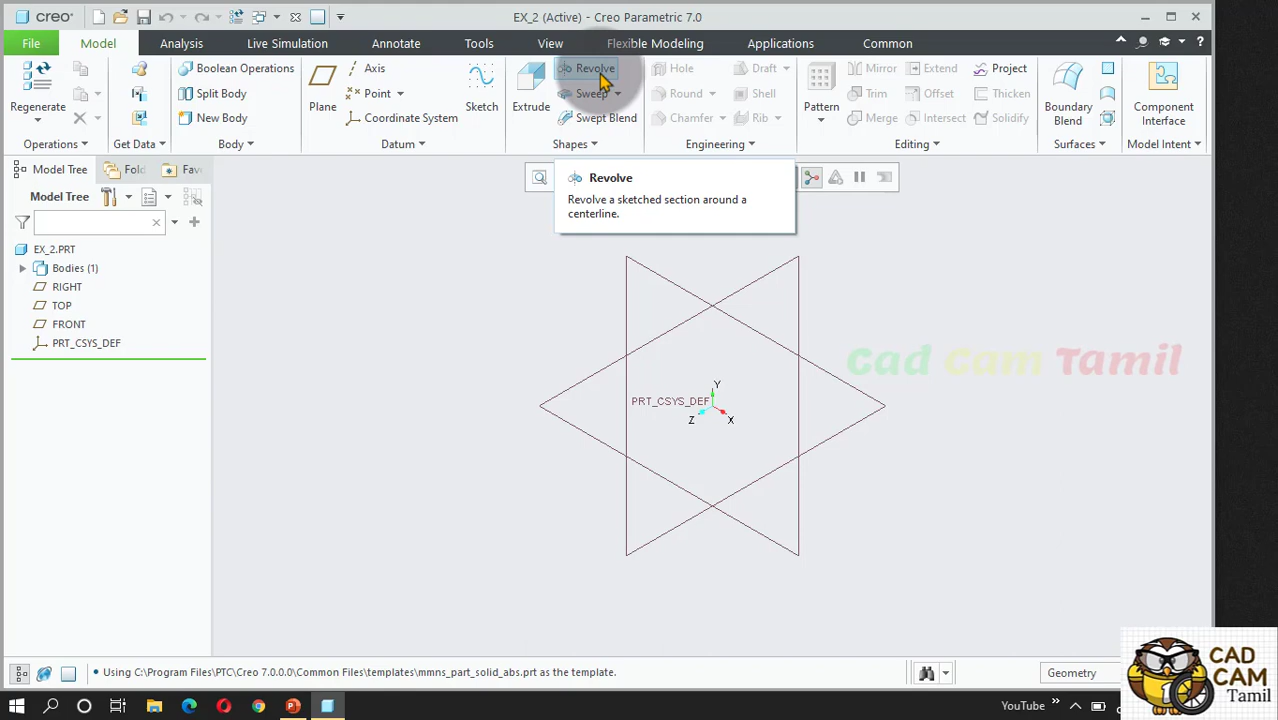 creo
EX_2 (Active) - Creo Parametric 7.0
File
Model
Analysis
Live Simulation
Annotate
Tools
View
Flexible Modeling
Applications
Common
Regenerate
Operations
Get Data
Boolean Operations
Split Body
New Body
Body
Plane
Axis
Point
Coordinate System
Sketch
Datum
Extrude
Revolve
Sweep
Swept Blend
Shapes
Hole
Round
Chamfer
Draft
Shell
Rib
Engineering
Pattern
Mirror
Trim
Merge
Extend
Offset
Intersect
Project
Thicken
Solidify
Editing
Boundary
Blend
Surfaces
Component
Interface
Model Intent
Model Tree
Fold
Fav
Model Tree
EX_2.PRT
Bodies (1)
RIGHT
TOP
FRONT
PRT_CSYS_DEF
Revolve
Revolve a sketched section around a
centerline.
PRT_CSYS_DEF
Y
Z
X
Cad Cam Tamil
• Using C:\Program Files\PTC\Creo 7.0.0.0\Common Files\templates\mmns_part_solid_abs.prt as the template.
Geometry
YouTube
CAD
CAM
Tamil